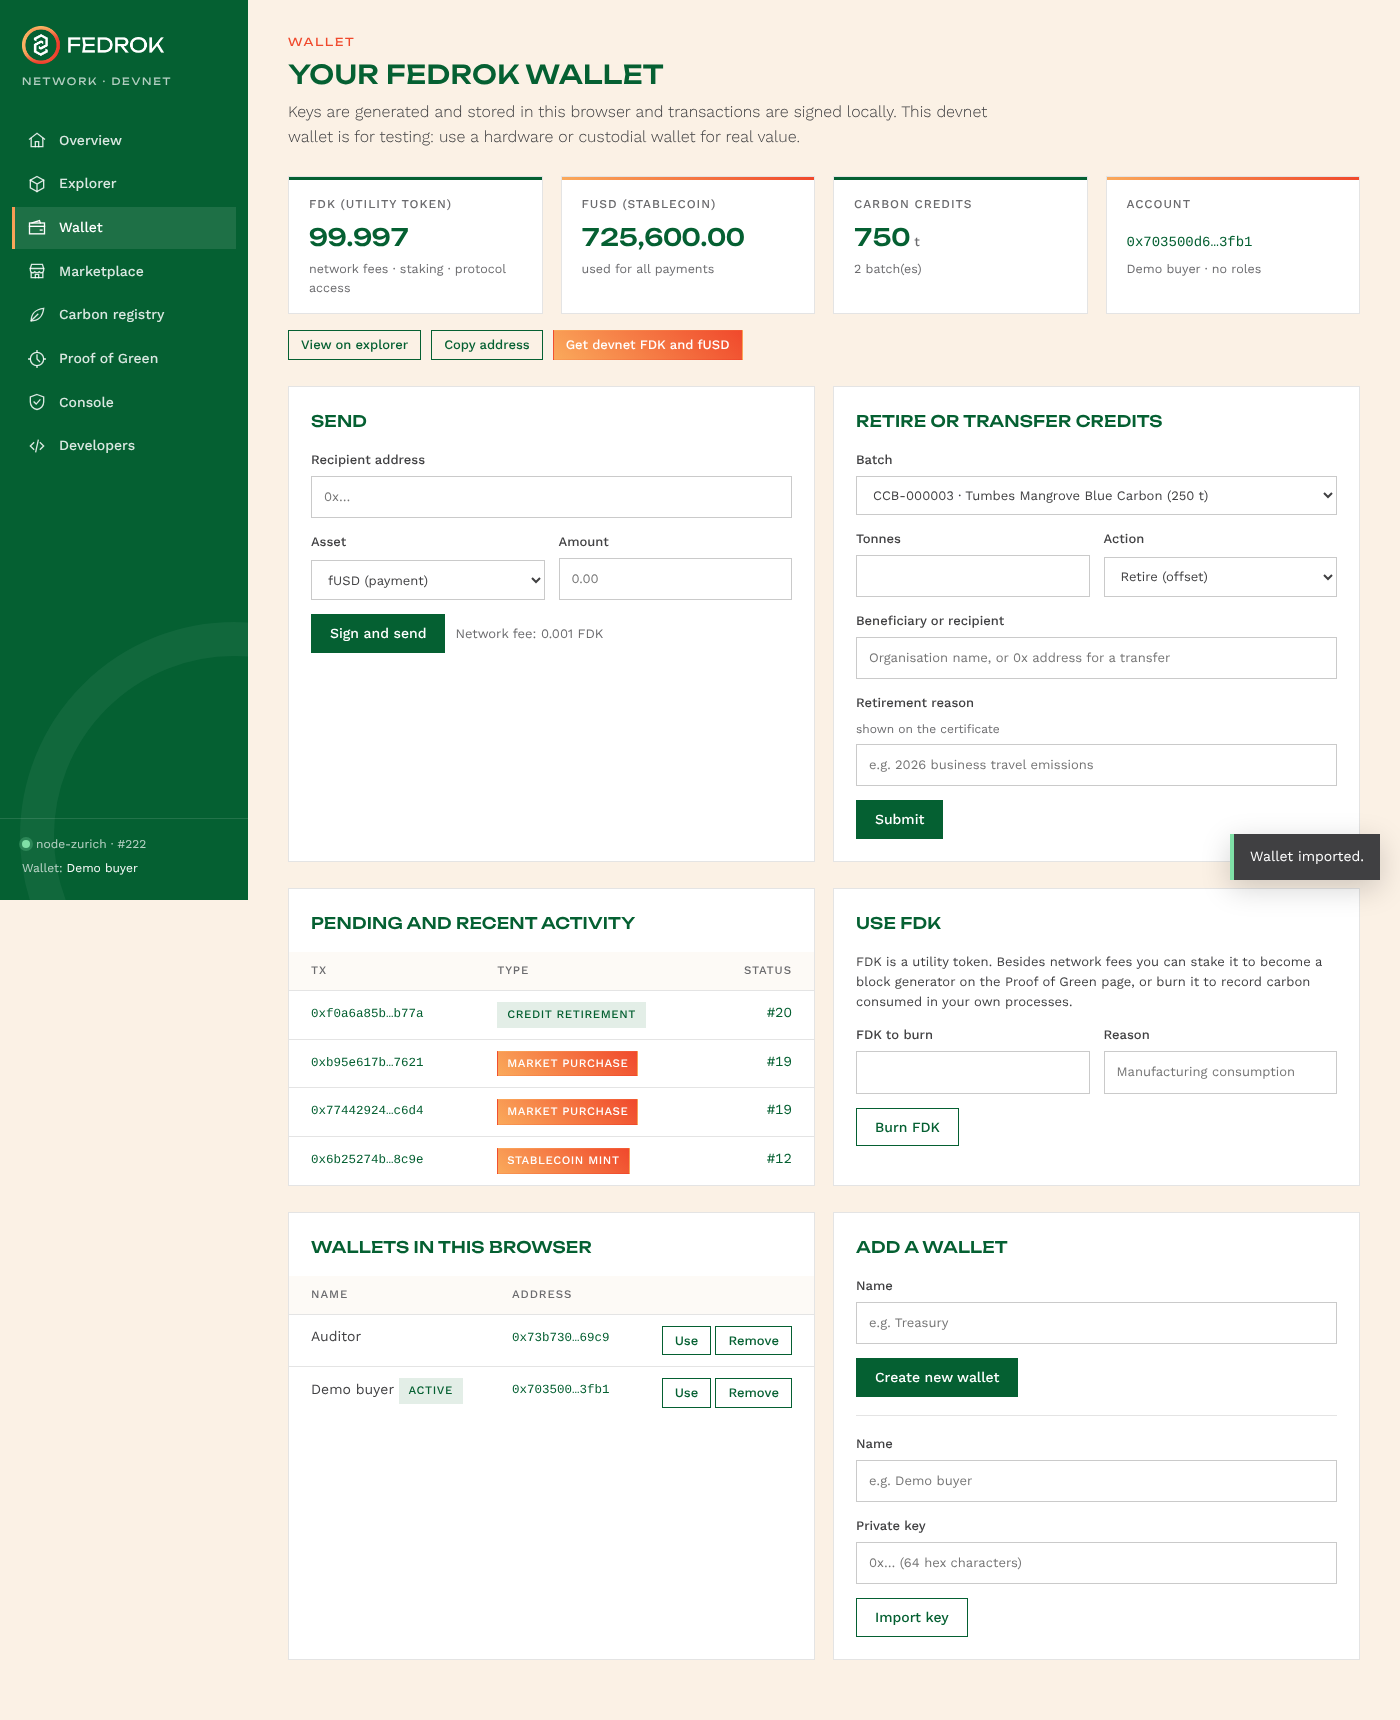 FEDROK
NETWORK · DEVNET
Overview
Explorer
Wallet
Marketplace
Carbon registry
Proof of Green
Console
Developers
node-zurich · #222
Wallet: Demo buyer
WALLET
YOUR FEDROK WALLET
Keys are generated and stored in this browser and transactions are signed locally. This devnet
wallet is for testing: use a hardware or custodial wallet for real value.
FDK (UTILITY TOKEN)
99.997
network fees · staking · protocol
access
FUSD (STABLECOIN)
725,600.00
used for all payments
CARBON CREDITS
750 t
2 batch(es)
ACCOUNT
0x703500d6…3fb1
Demo buyer · no roles
View on explorer
Copy address
Get devnet FDK and fUSD
SEND
Recipient address
0x...
Asset
Amount
fUSD (payment)
0.00
Sign and send
Network fee: 0.001 FDK
RETIRE OR TRANSFER CREDITS
Batch
CCB-000003 · Tumbes Mangrove Blue Carbon (250 t)
Tonnes
Action
Retire (offset)
Beneficiary or recipient
Organisation name, or 0x address for a transfer
Retirement reason
shown on the certificate
e.g. 2026 business travel emissions
Submit
Wallet imported.
PENDING AND RECENT ACTIVITY
TX TYPE STATUS
0xf0a6a85b…b77a CREDIT RETIREMENT #20
0xb95e617b…7621 MARKET PURCHASE #19
0x77442924…c6d4 MARKET PURCHASE #19
0x6b25274b…8c9e STABLECOIN MINT #12
USE FDK
FDK is a utility token. Besides network fees you can stake it to become a
block generator on the Proof of Green page, or burn it to record carbon
consumed in your own processes.
FDK to burn
Reason
Manufacturing consumption
Burn FDK
WALLETS IN THIS BROWSER
NAME ADDRESS
Auditor 0x73b730…69c9 Use Remove
Demo buyer ACTIVE 0x703500…3fb1 Use Remove
ADD A WALLET
Name
e.g. Treasury
Create new wallet
Name
e.g. Demo buyer
Private key
0x... (64 hex characters)
Import key